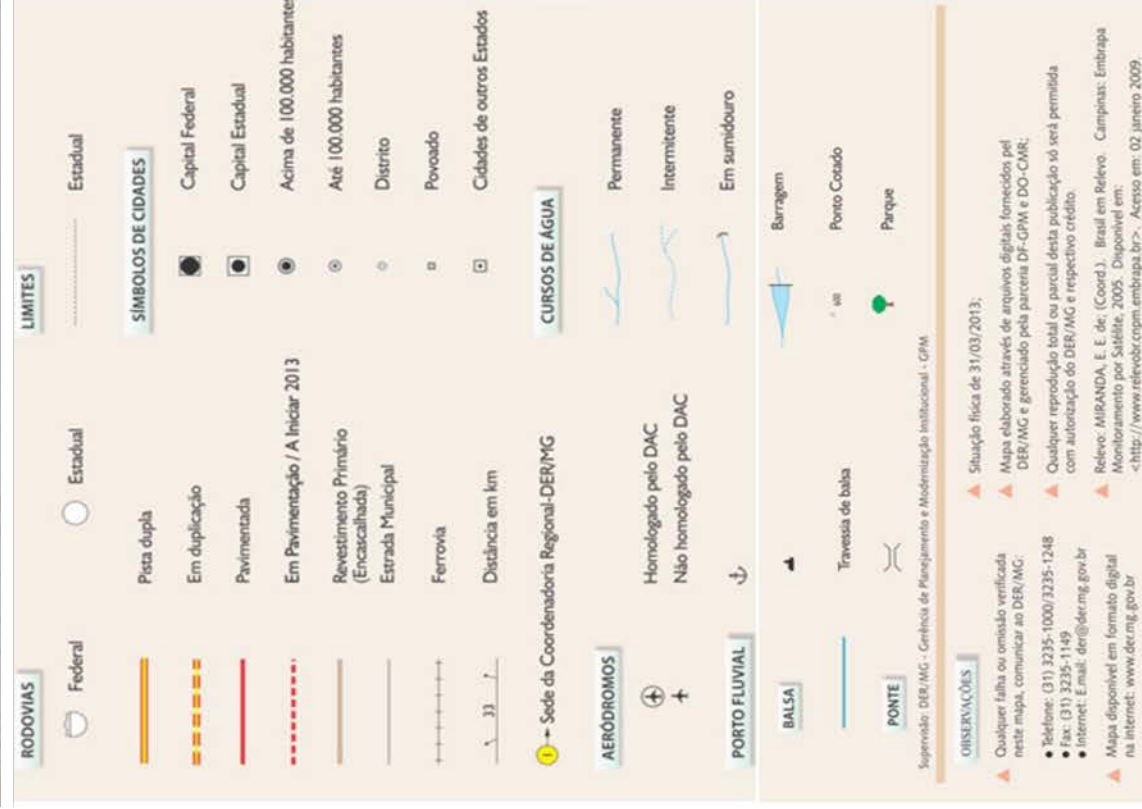 RODOVIAS
Federal
Estadual
Pista dupla
Em duplicação
Pavimentada
Em Pavimentação / A Iniciar 2013
Revestimento Primário
(Encascalhada)
Estrada Municipal
Ferrovia
33
Distância em km
Sede da Coordenadoria Regional-DER/MG
AERÓDROMOS
Homologado pelo DAC
Não homologado pelo DAC
PORTO FLUVIAL
LIMITES
Estadual
SÍMBOLOS DE CIDADES
Capital Federal
Capital Estadual
Acima de 100.000 habitantes
Até 100.000 habitantes
Distrito
Povoado
Cidades de outros Estados
CURSOS DE ÁGUA
Permanente
Intermitente
Em sumidouro
BALSA
Travessia de balsa
PONTE
Barragem
Ponto Cotado
Parque
Supervisão: DER/MG - Gerência de Planejamento e Modernização Institucional - GPM
OBSERVAÇÕES
Qualquer falha ou omissão verificada
neste mapa, comunicar ao DER/MG:
• Telefone: (31) 3235-1000/3235-1248
• Fax: (31) 3235-1149
• Internet: E.mail: der@der.mg.gov.br
Mapa disponível em formato digital
na internet: www.der.mg.gov.br
Situação física de 31/03/2013;
Mapa elaborado através de arquivos digitais fornecidos pel
DER/MG e gerenciado pela parceria DF-GPM e DO-CMR;
Qualquer reprodução total ou parcial desta publicação só será permitida
com autorização do DER/MG e respectivo crédito.
Relevo: MIRANDA, E. E. de; (Coord.). Brasil em Relevo. Campinas: Embrapa
Monitoramento por Satélite, 2005. Disponível em:
<http://www.relevobr.cnpm.embrapa.br>. Acesso em: 02 janeiro 2009.